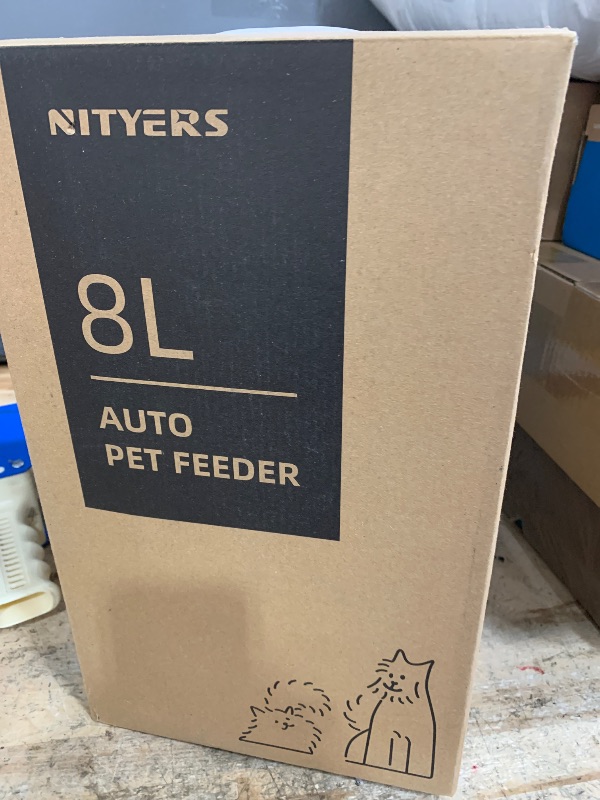 NITYERS
8L
AUTO
PET FEEDER